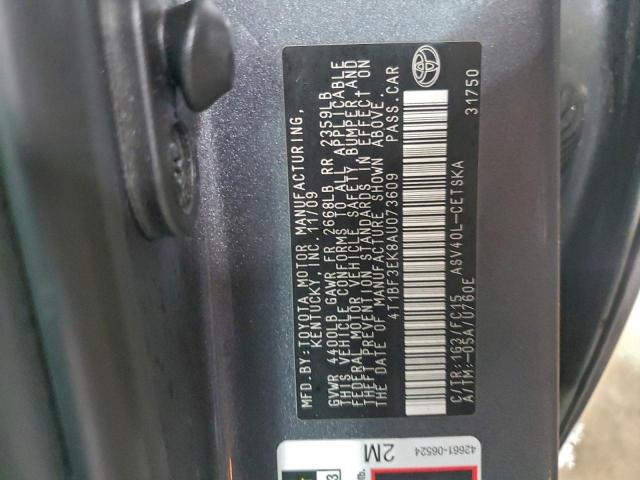 MFD.BY:TOYOTA MOTOR MANUFACTURING,
KENTUCKY, INC. 11/09
GVWR 4400LB GAWR FR 2668LB RR 2359LB
THIS VEHICLE CONFORMS TO ALL APPLICABLE
FEDERAL MOTOR VEHICLE SAFETY, BUMPER, AND
THEFT PREVENTION STANDARDS IN EFFECT ON
THE DATE OF MANUFACTURE SHOWN ABOVE.
4T1BF3EK8AU073609 PASS.CAR
C/TR:1G3/FC15 ASV40L-CETSKA
A/TM:-05A/U760E 31750
42661-06524
2M